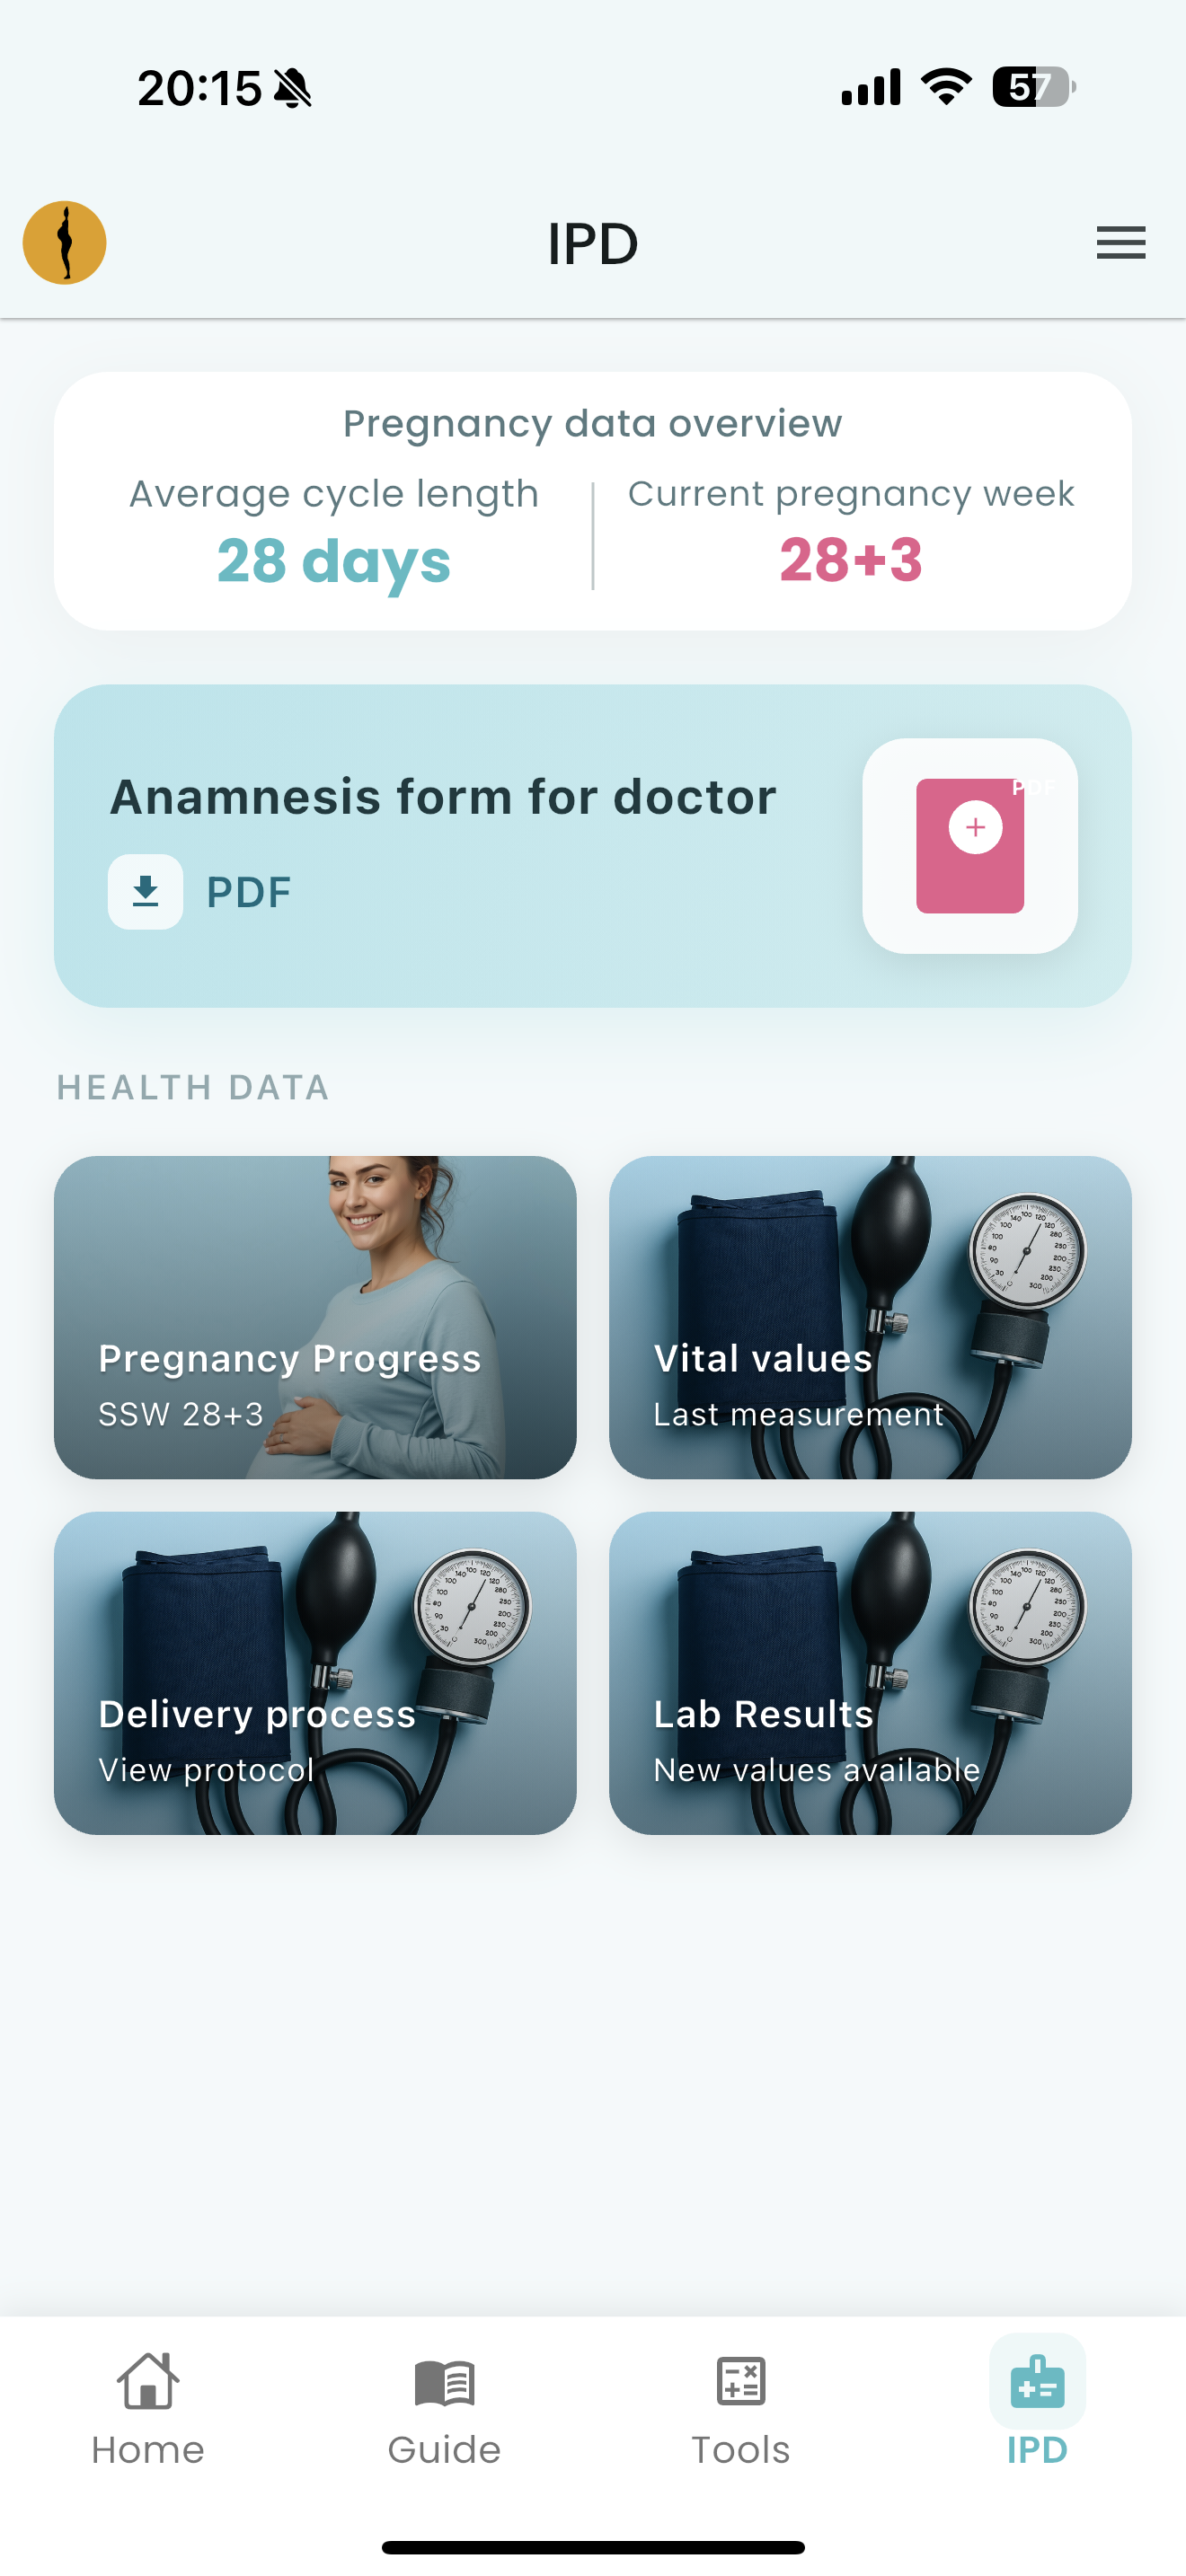 20:15
57
IPD
Pregnancy data overview
Average cycle length
28 days
Current pregnancy week
28+3
Anamnesis form for doctor
PDF
PDF
HEALTH DATA
Pregnancy Progress
SSW 28+3
Vital values
Last measurement
Delivery process
View protocol
Lab Results
New values available
Home
Guide
Tools
IPD